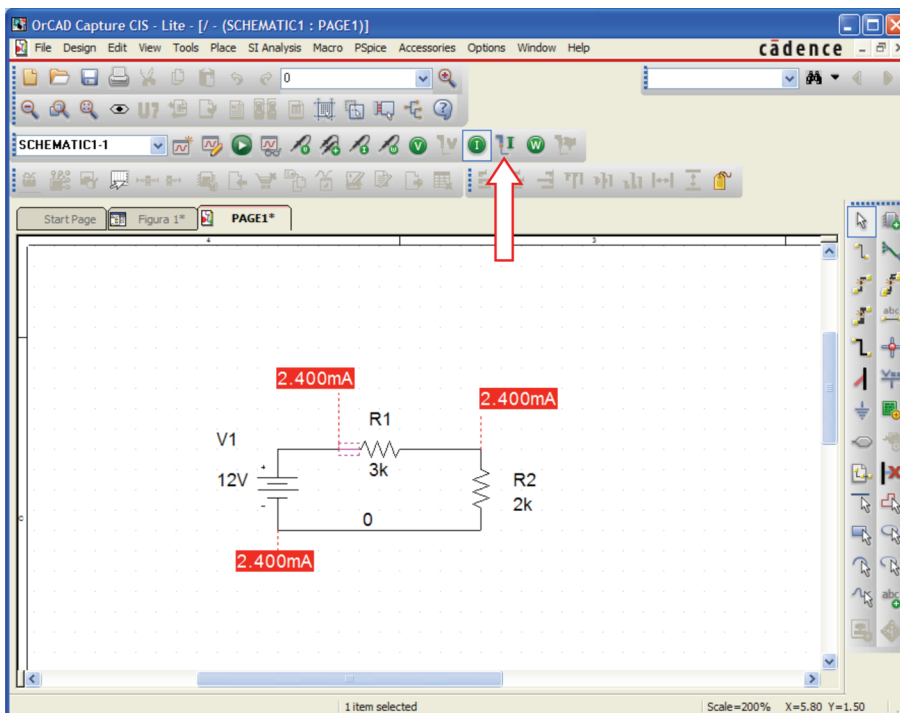 OrCAD Capture CIS - Lite - [/ - (SCHEMATIC1 : PAGE1)]
File Design Edit View Tools Place SI Analysis Macro PSpice Accessories Options Window Help
cādence
0
U?
SCHEMATIC1-1
V V I I W
Start Page Figura 1* PAGE1*
4 3
abc
2.400mA
2.400mA
R1
V1
3k
12V
R2
2k
0
2.400mA
C
abc
1 item selected Scale=200% X=5.80 Y=1.50